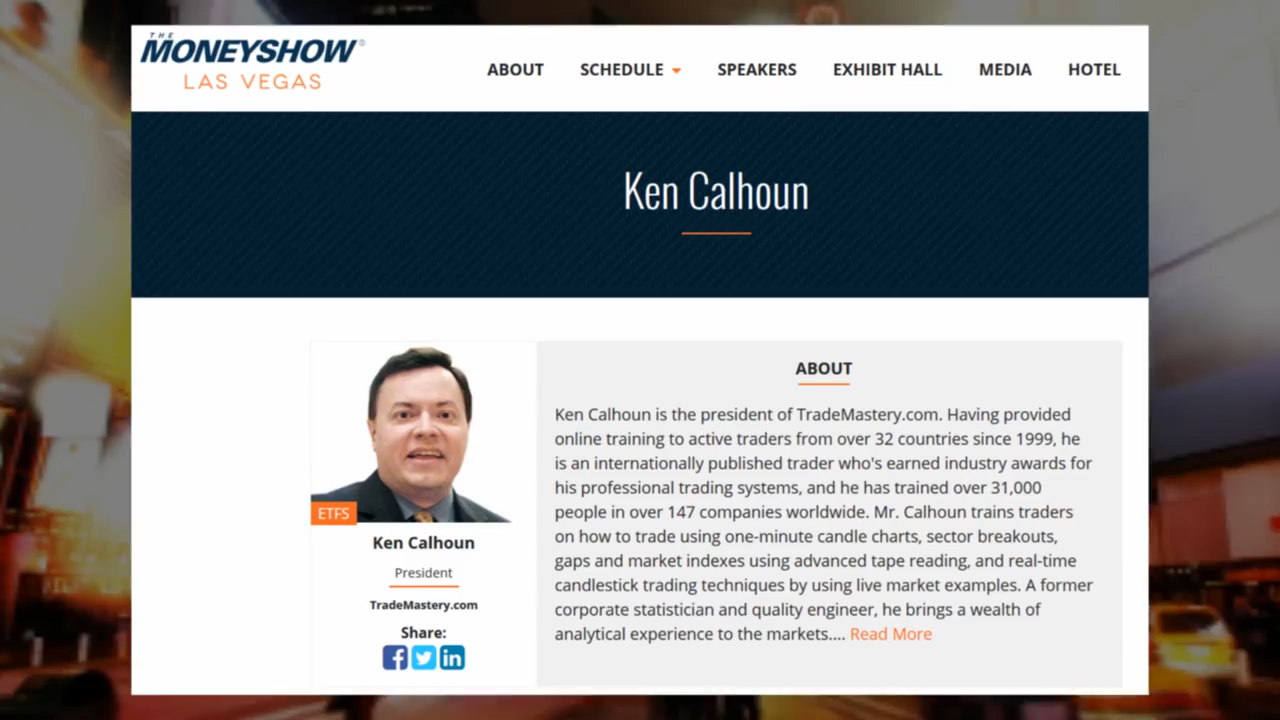 THE
MONEYSHOW®
LAS VEGAS
ABOUT SCHEDULE SPEAKERS EXHIBIT HALL MEDIA HOTEL
Ken Calhoun
ETFS
Ken Calhoun
President
TradeMastery.com
Share:
ABOUT
Ken Calhoun is the president of TradeMastery.com. Having provided
online training to active traders from over 32 countries since 1999, he
is an internationally published trader who's earned industry awards for
his professional trading systems, and he has trained over 31,000
people in over 147 companies worldwide. Mr. Calhoun trains traders
on how to trade using one-minute candle charts, sector breakouts,
gaps and market indexes using advanced tape reading, and real-time
candlestick trading techniques by using live market examples. A former
corporate statistician and quality engineer, he brings a wealth of
analytical experience to the markets.... Read More